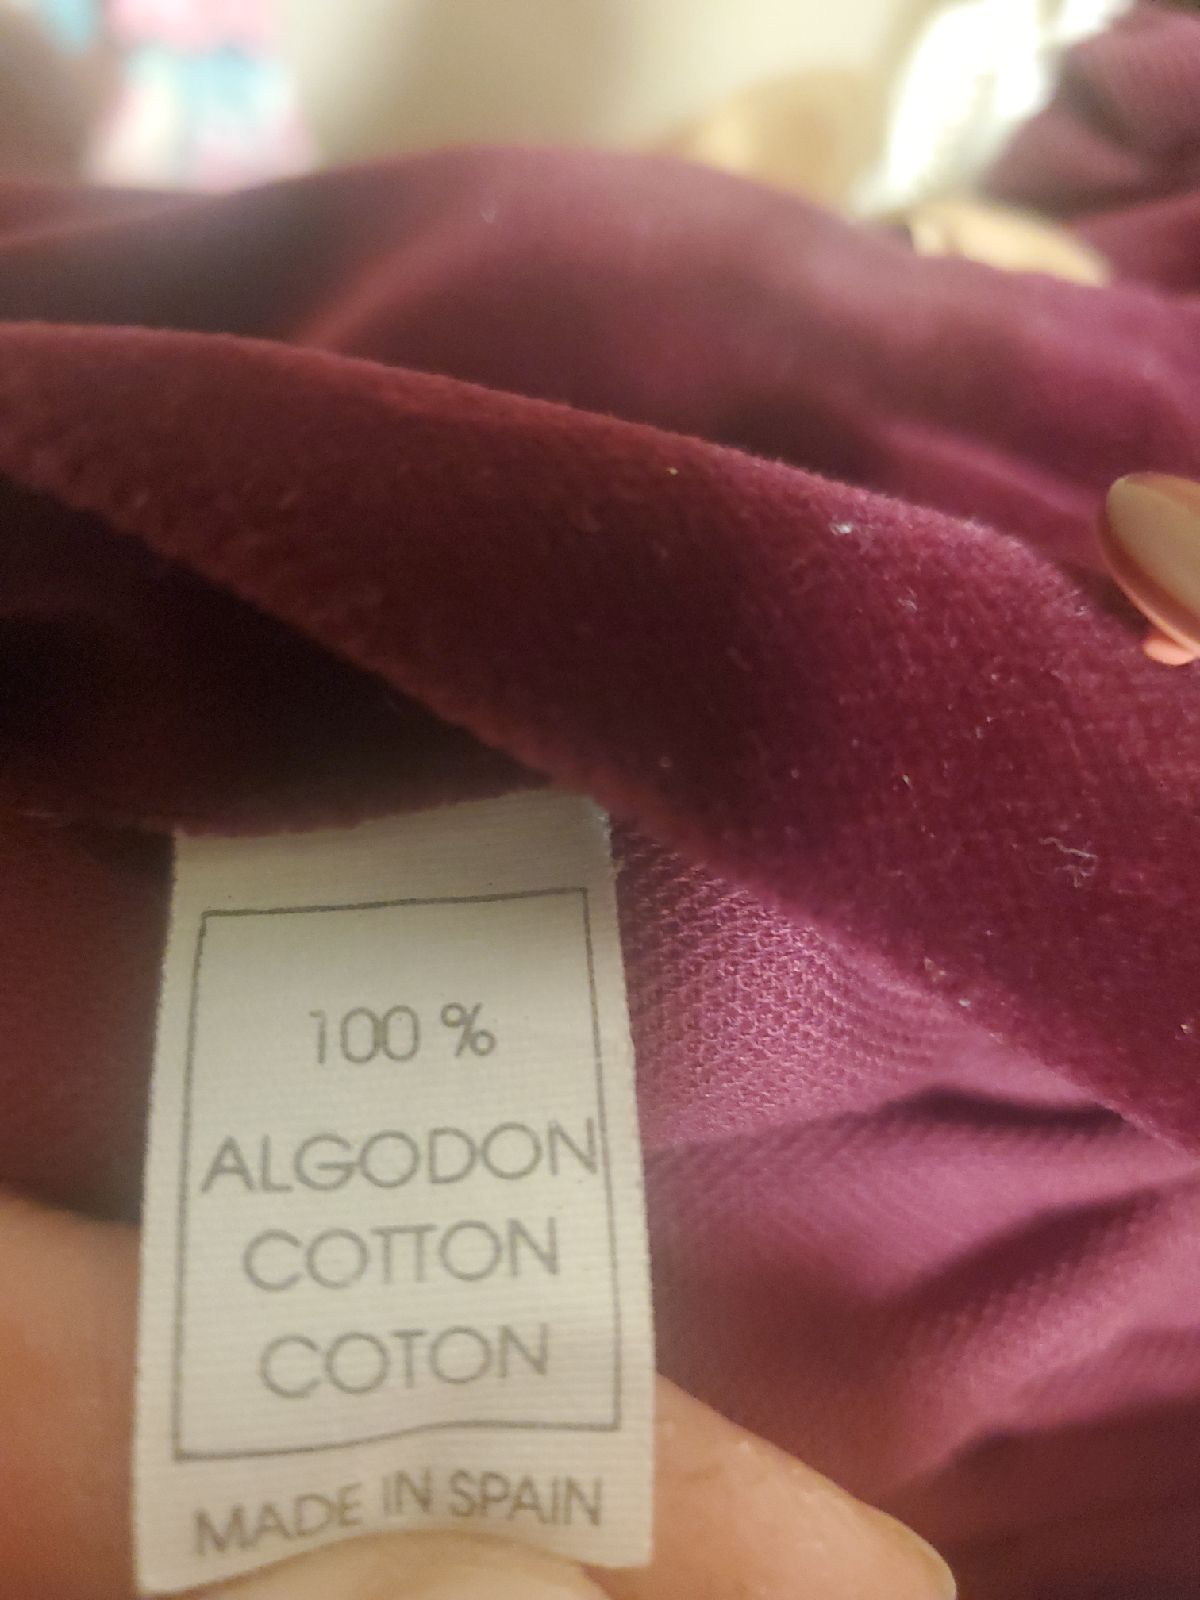 100 %
ALGODON
COTTON
COTON
MADE IN SPAIN